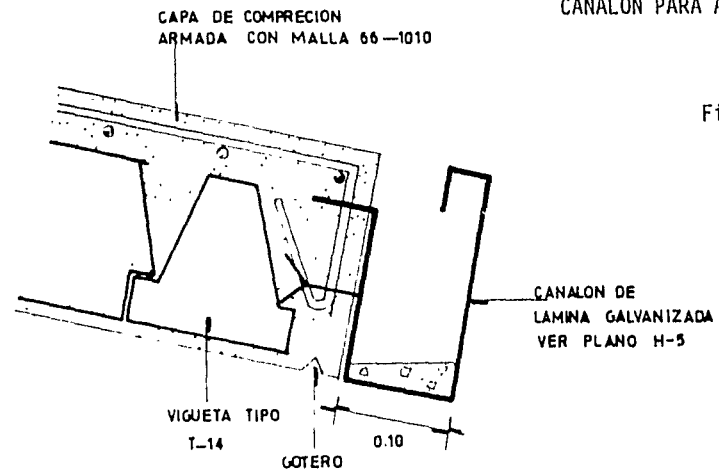 CAPA DE COMPRECION
ARMADA CON MALLA 66-1010
CANALON PARA A
Fi
CANALON DE
LAMINA GALVANIZADA
VER PLANO H-5
VIGUETA TIPO
T-14
0.10
GOTERO